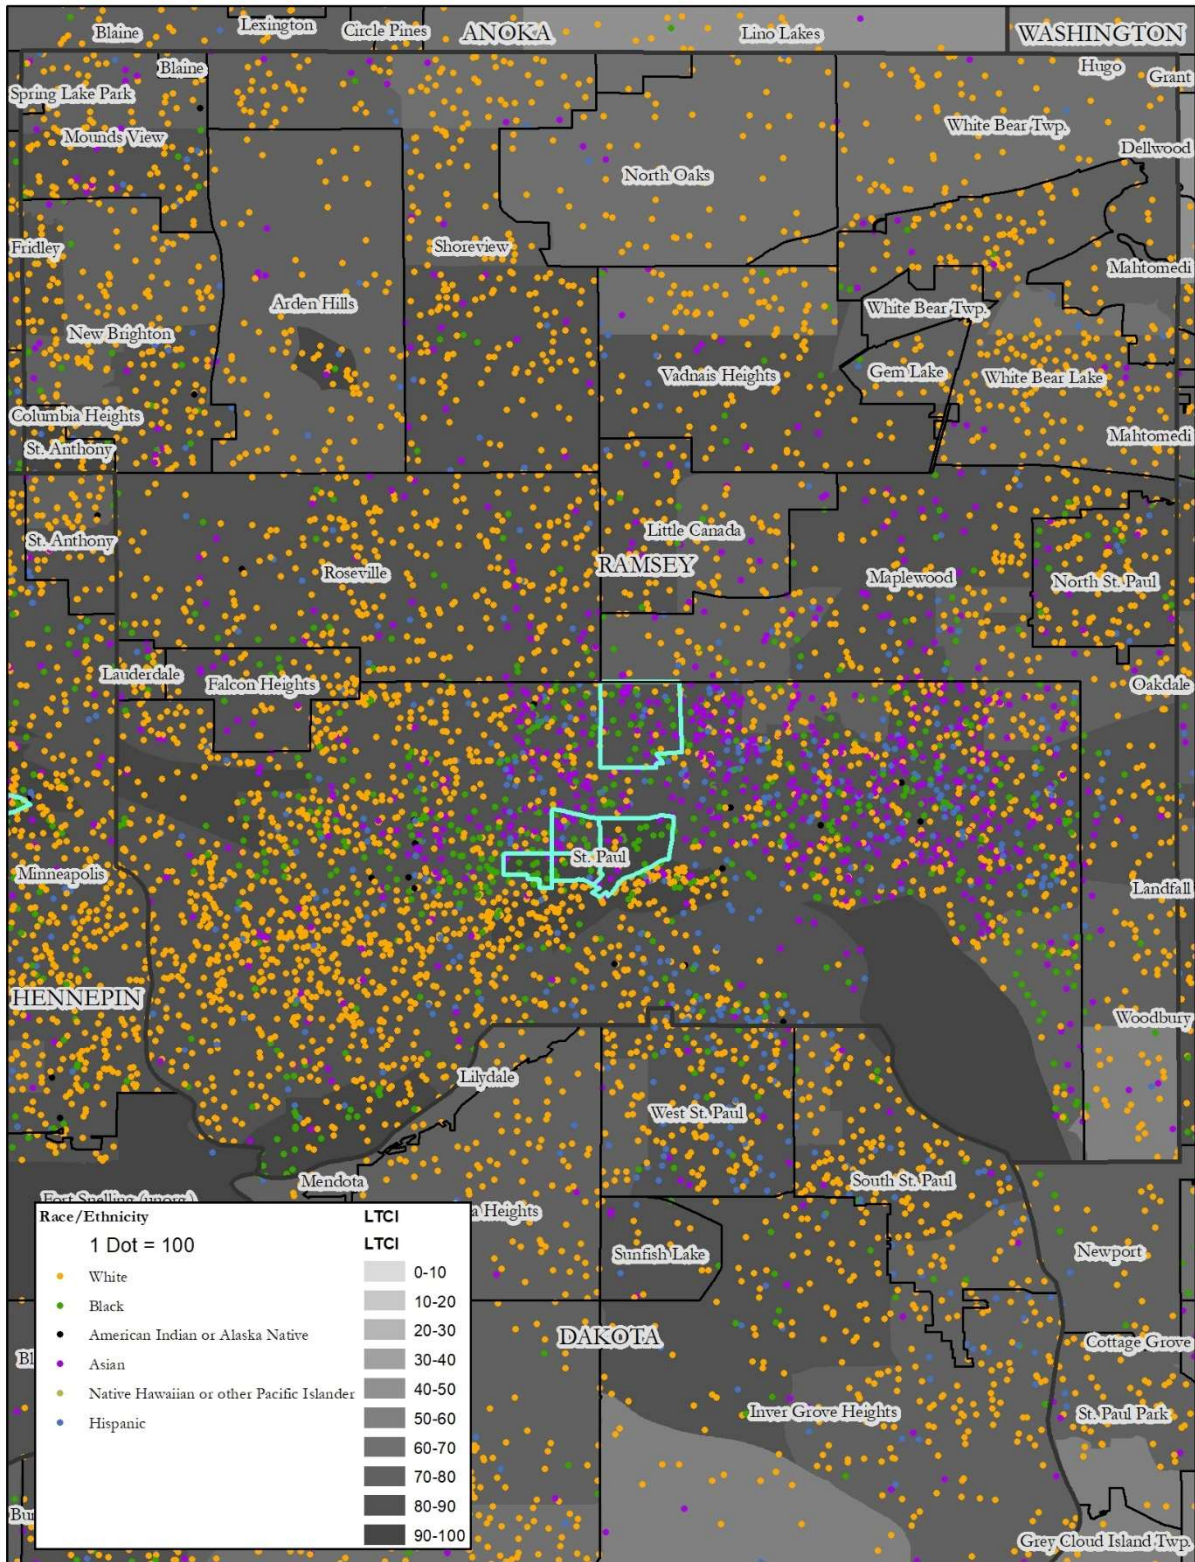 Blaine
Lexington
Circle Pines
ANOKA
Lino Lakes
WASHINGTON
Blaine
Hugo
Grant
Spring Lake Park
Mounds View
White Bear Twp.
Dellwood
North Oaks
Fridley
Shoreview
Mahtomedi
Arden Hills
White Bear Twp.
New Brighton
Vadnais Heights
Gem Lake
White Bear Lake
Columbia Heights
St. Anthony
Mahtomedi
St. Anthony
Little Canada
Roseville
RAMSEY
Maplewood
North St. Paul
Lauderdale
Falcon Heights
Oakdale
St. Paul
Minneapolis
Landfall
HENNEPIN
Woodbury
Lilydale
West St. Paul
Mendota
South St. Paul
Fort Snelling (unorg.)
a Heights
Sunfish Lake
Newport
DAKOTA
Cottage Grove
Inver Grove Heights
St. Paul Park
Grey Cloud Island Twp.
Bl
Bur
Race/Ethnicity
1 Dot = 100
White
Black
American Indian or Alaska Native
Asian
Native Hawaiian or other Pacific Islander
Hispanic
LTCI
LTCI
0-10
10-20
20-30
30-40
40-50
50-60
60-70
70-80
80-90
90-100